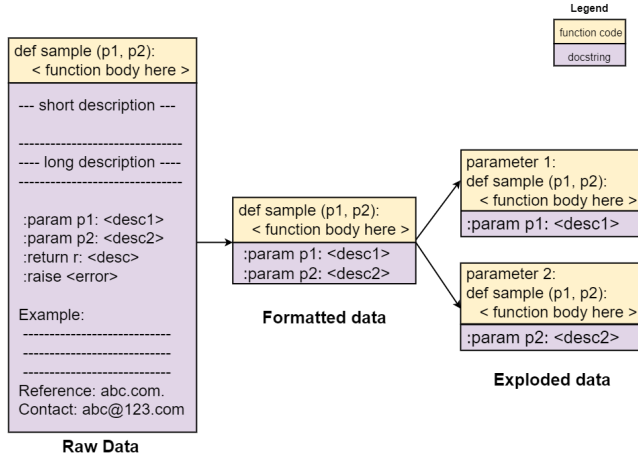 Legend
function code
docstring
def sample (p1, p2):
< function body here >
--- short description ---
---------------------------------
---- long description ----
---------------------------------
:param p1: <desc1>
:param p2: <desc2>
:return r: <desc>
:raise <error>
Example:
------------------------------
------------------------------
------------------------------
Reference: abc.com.
Contact: abc@123.com
Raw Data
def sample (p1, p2):
< function body here >
:param p1: <desc1>
:param p2: <desc2>
Formatted data
parameter 1:
def sample (p1, p2):
< function body here >
:param p1: <desc1>
parameter 2:
def sample (p1, p2):
< function body here >
:param p2: <desc2>
Exploded data